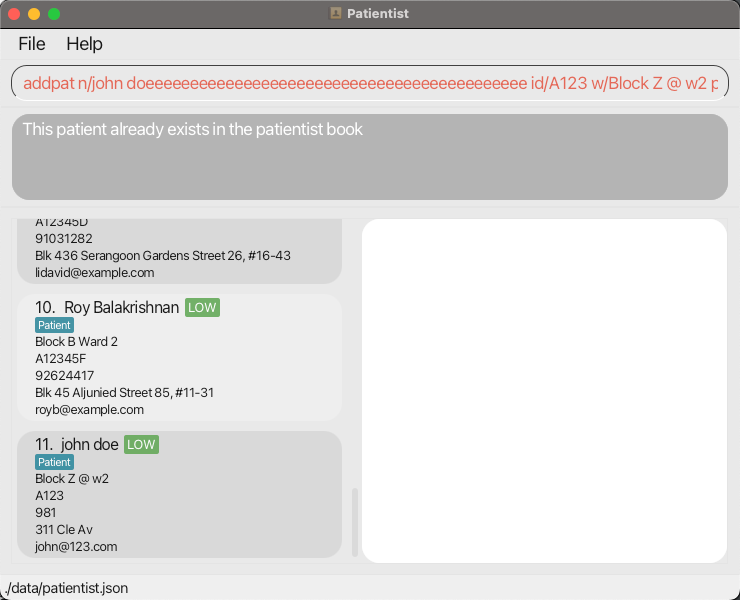 Patientist
File Help
addpat n/john doeeeeeeeeeeeeeeeeeeeeeeeeeeeeeeeeeeeeeeeeeee id/A123 w/Block Z @ w2 p
This patient already exists in the patientist book
A12345D
91031282
Blk 436 Serangoon Gardens Street 26, #16-43
lidavid@example.com
10. Roy Balakrishnan LOW
Patient
Block B Ward 2
A12345F
92624417
Blk 45 Aljunied Street 85, #11-31
royb@example.com
11. john doe LOW
Patient
Block Z @ w2
A123
981
311 Cle Av
john@123.com
./data/patientist.json